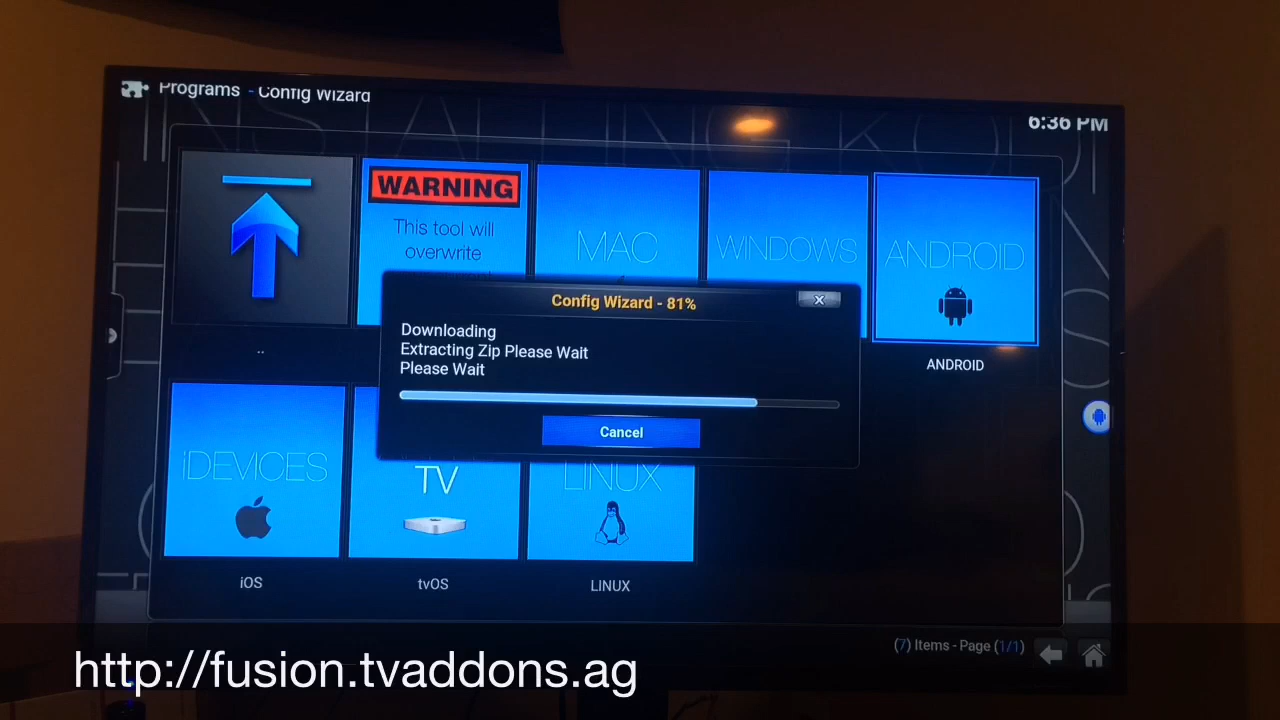 Programs - Config Wizard
6:36 PM
INSTALLING KODI
WARNING
This tool will
overwrite
MAC
WINDOWS
ANDROID
Config Wizard - 81%
Downloading
Extracting Zip Please Wait
Please Wait
Cancel
..
ANDROID
iDEVICES
TV
LINUX
iOS
tvOS
LINUX
(7) Items - Page (1/1)
http://fusion.tvaddons.ag